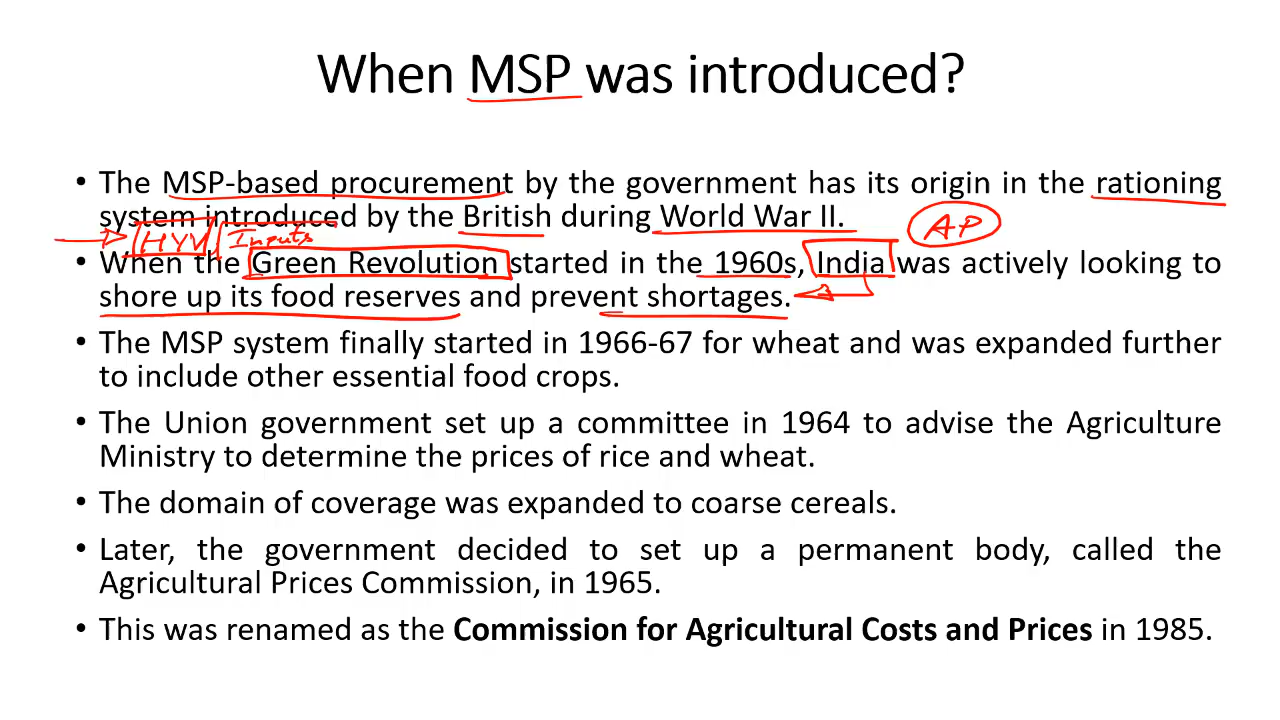 When MSP was introduced?
• The MSP-based procurement by the government has its origin in the rationing
system introduced by the British during World War II.
AP
HYV Inputs
• When the Green Revolution started in the 1960s, India was actively looking to
shore up its food reserves and prevent shortages.
• The MSP system finally started in 1966-67 for wheat and was expanded further
to include other essential food crops.
• The Union government set up a committee in 1964 to advise the Agriculture
Ministry to determine the prices of rice and wheat.
• The domain of coverage was expanded to coarse cereals.
• Later, the government decided to set up a permanent body, called the
Agricultural Prices Commission, in 1965.
• This was renamed as the Commission for Agricultural Costs and Prices in 1985.